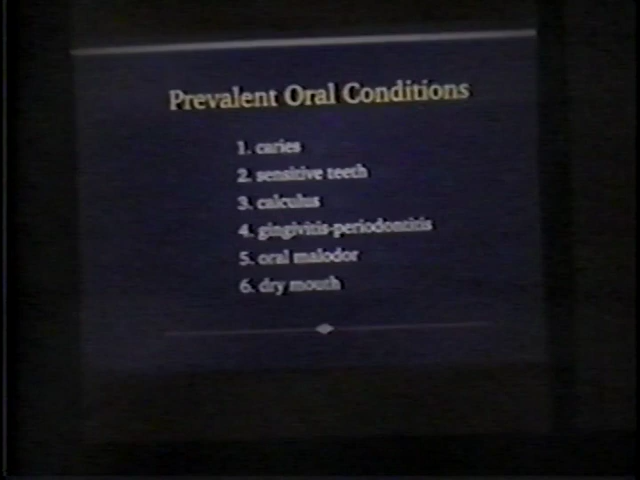 Prevalent Oral Conditions
1. caries
2. sensitive teeth
3. calculus
4. gingivitis-periodontitis
5. oral malodor
6. dry mouth